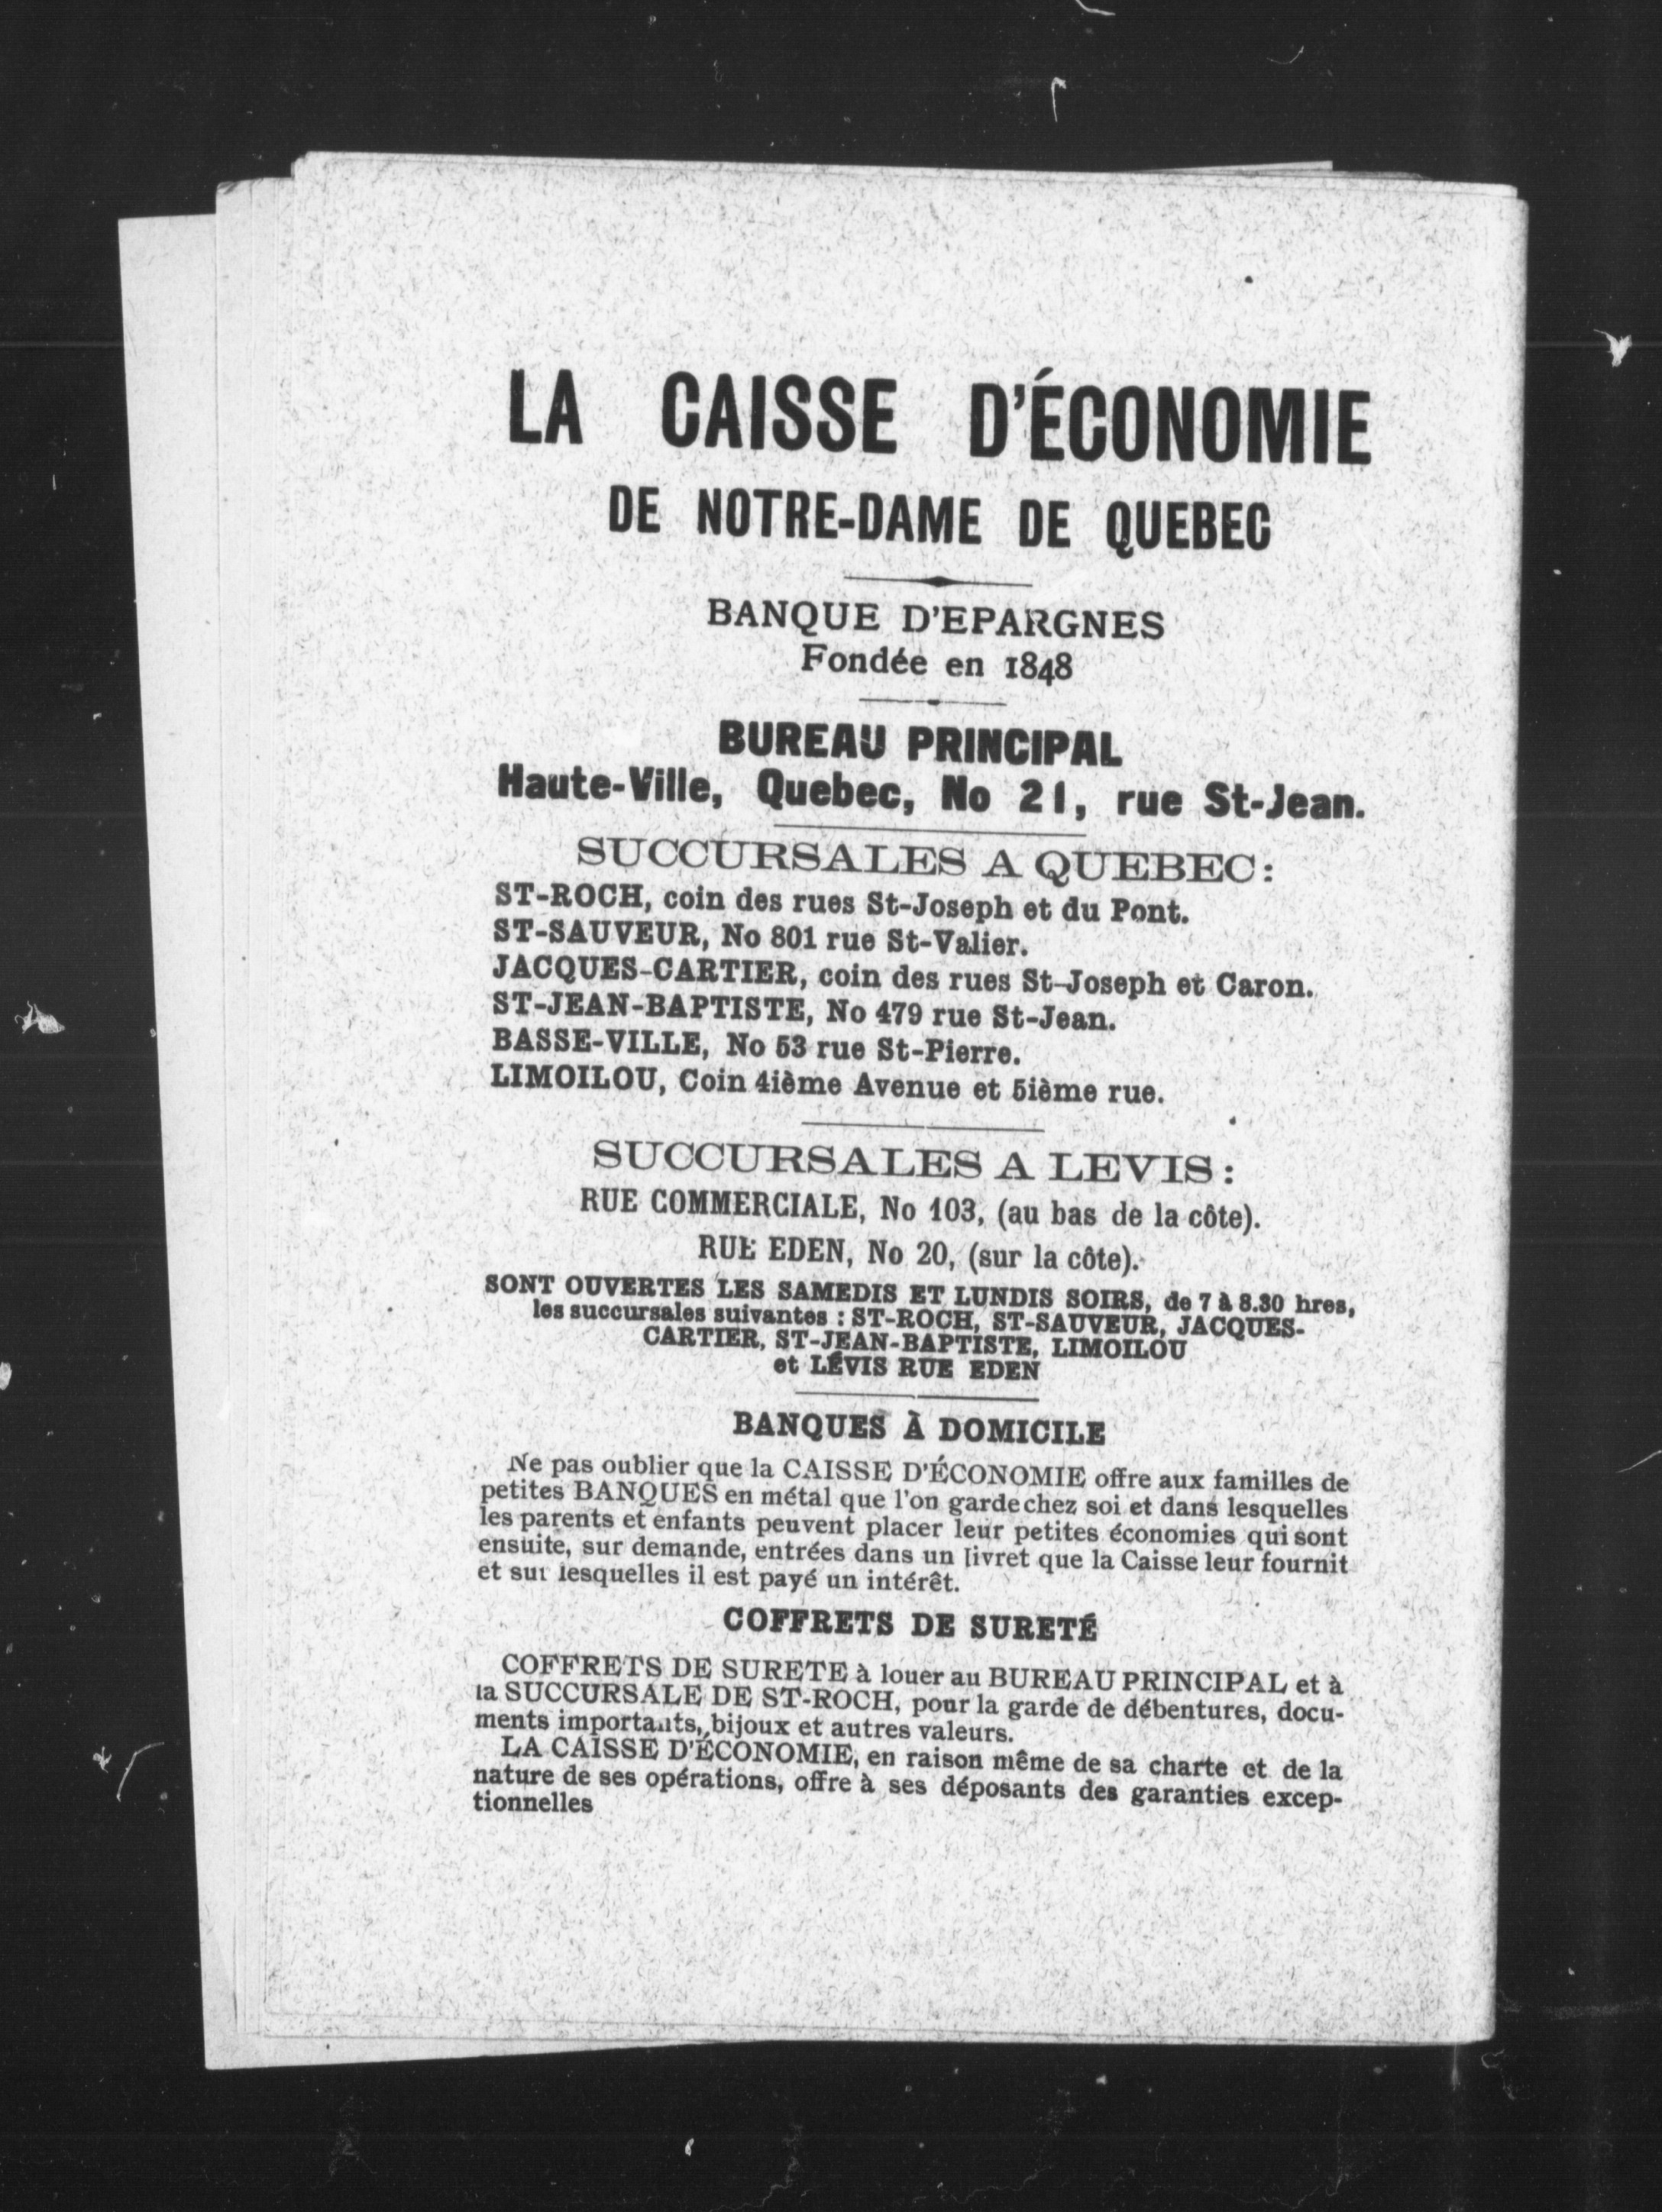 LA CAISSE D'ÉCONOMIE
DE NOTRE-DAME DE QUEBEC
BANQUE D'EPARGNES
Fondée en 1848
BUREAU PRINCIPAL
Haute-Ville, Quebec, No 21, rue St-Jean.
SUCCURSALES A QUEBEC:
ST-ROCH, coin des rues St-Joseph et du Pont.
ST-SAUVEUR, No 801 rue St-Valier.
JACQUES-CARTIER, coin des rues St-Joseph et Caron.
ST-JEAN-BAPTISTE, No 479 rue St-Jean.
BASSE-VILLE, No 53 rue St-Pierre.
LIMOILOU, Coin 4ième Avenue et 5ième rue.
SUCCURSALES A LEVIS:
RUE COMMERCIALE, No 103, (au bas de la côte).
RUE EDEN, No 20, (sur la côte).
SONT OUVERTES LES SAMEDIS ET LUNDIS SOIRS, de 7 à 8.30 hres,
les succursales suivantes : ST-ROCH, ST-SAUVEUR, JACQUES-
CARTIER, ST-JEAN-BAPTISTE, LIMOILOU
et LÉVIS RUE EDEN
BANQUES À DOMICILE
Ne pas oublier que la CAISSE D'ÉCONOMIE offre aux familles de
petites BANQUES en métal que l'on garde chez soi et dans lesquelles
les parents et enfants peuvent placer leur petites économies qui sont
ensuite, sur demande, entrées dans un livret que la Caisse leur fournit
et sur lesquelles il est payé un intérêt.
COFFRETS DE SURETÉ
COFFRETS DE SURETE à louer au BUREAU PRINCIPAL et à
la SUCCURSALE DE ST-ROCH, pour la garde de débentures, docu-
ments importants, bijoux et autres valeurs.
LA CAISSE D'ÉCONOMIE, en raison même de sa charte et de la
nature de ses opérations, offre à ses déposants des garanties excep-
tionnelles